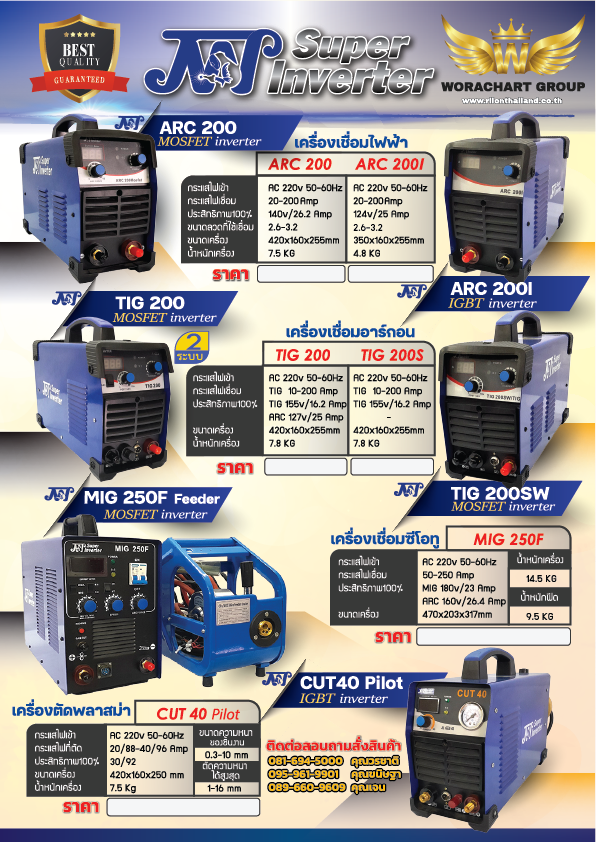 BEST
QUALITY
GUARANTEED
JNT Super
Inverter
W
WORACHART GROUP
www.rilonthailand.co.th
ARC 200
MOSFET inverter
เครื่องเชื่อมไฟฟ้า
ARC 200 ARC 200I
กระแสไฟเข้า AC 220v 50-60Hz AC 220v 50-60Hz
กระแสไฟเชื่อม 20-200 Amp 20-200Amp
ประสิทธิภาพ100% 140v/26.2 Amp 124v/25 Amp
ขนาดลวดที่ใช้เชื่อม 2.6-3.2 2.6-3.2
ขนาดเครื่อง 420x160x255mm 350x160x255mm
น้ำหนักเครื่อง 7.5 KG 4.8 KG
ราคา
ARC 200I
IGBT inverter
TIG 200
MOSFET inverter
2
ระบบ
เครื่องเชื่อมอาร์กอน
TIG 200 TIG 200S
กระแสไฟเข้า AC 220v 50-60Hz AC 220v 50-60Hz
กระแสไฟเชื่อม TIG 10-200 Amp TIG 10-200 Amp
ประสิทธิภาพ100% TIG 155v/16.2 Amp TIG 155v/16.2 Amp
ARC 127v/25 Amp -
ขนาดเครื่อง 420x160x255mm 420x160x255mm
น้ำหนักเครื่อง 7.8 KG 7.8 KG
ราคา
TIG 200SW
MOSFET inverter
MIG 250F Feeder
MOSFET inverter
Super
Inverter
MIG 250F
เครื่องเชื่อมซีโอทู MIG 250F
กระแสไฟเข้า AC 220v 50-60Hz น้ำหนักเครื่อง
กระแสไฟเชื่อม 50-250 Amp 14.5 KG
ประสิทธิภาพ100% MIG 180v/23 Amp น้ำหนักฟีด
ARC 160v/26.4 Amp
ขนาดเครื่อง 470x203x317mm 9.5 KG
ราคา
CUT40 Pilot
IGBT inverter
CUT 40
เครื่องตัดพลาสม่า CUT 40 Pilot
กระแสไฟเข้า AC 220v 50-60Hz ขนาดความหนา
ของชิ้นงาน
กระแสไฟที่ตัด 20/88-40/96 Amp
ประสิทธิภาพ100% 30/92 0.3-10 mm
ขนาดเครื่อง 420x160x250 mm ตัดความหนา
ได้สูงสุด
น้ำหนักเครื่อง 7.5 Kg 1-16 mm
ราคา
ติดต่อสอบถามสั่งสินค้า
081-694-5000 คุณวรชาติ
095-961-9901 คุณขนิษฐา
089-660-9609 คุณเจน